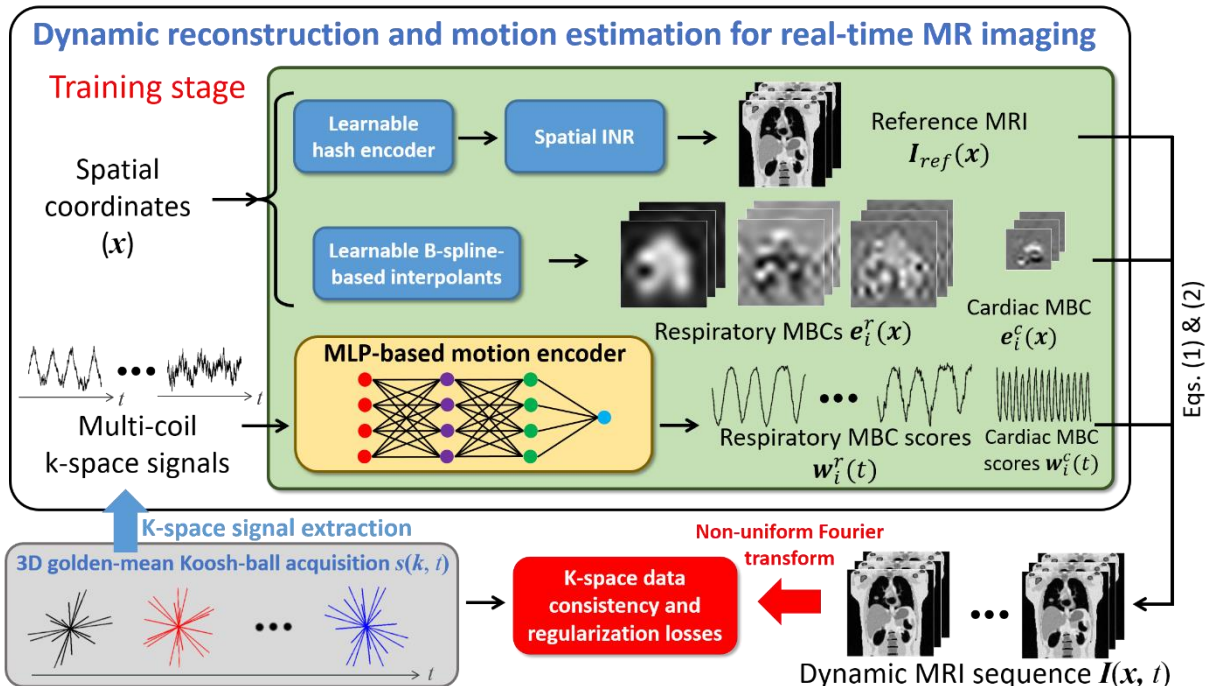 Dynamic reconstruction and motion estimation for real-time MR imaging
Training stage
Spatial
coordinates
(x)
Learnable
hash encoder
Spatial INR
Reference MRI
I_ref(x)
Learnable B-spline-
based interpolants
Respiratory MBCs e_i^r(x)
Cardiac MBC
e_i^c(x)
Eqs. (1) & (2)
t
t
Multi-coil
k-space signals
MLP-based motion encoder
Respiratory MBC scores
w_i^r(t)
Cardiac MBC
scores w_i^c(t)
K-space signal extraction
3D golden-mean Koosh-ball acquisition s(k, t)
t
K-space data
consistency and
regularization losses
Non-uniform Fourier
transform
Dynamic MRI sequence I(x, t)